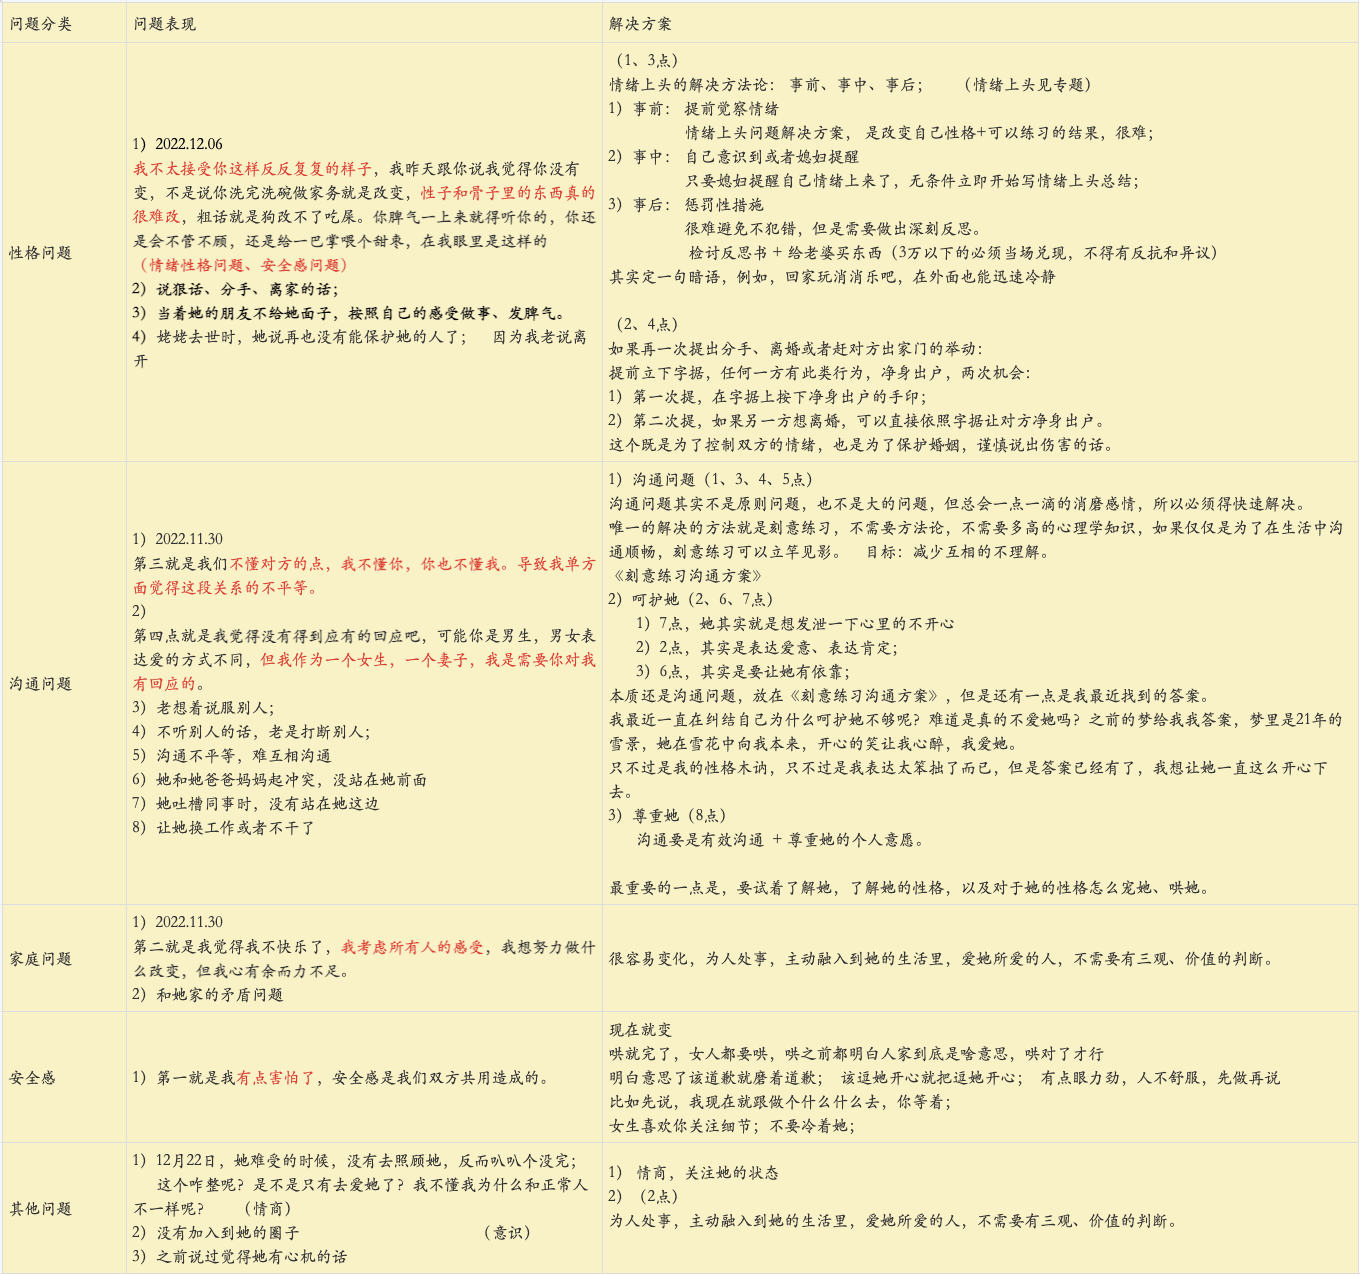 问题分类
问题表现
解决方案
性格问题
1）2022.12.06
我不太接受你这样反反复复的样子，我昨天跟你说我觉得你没有
变，不是说你洗完洗碗做家务就是改变，性子和骨子里的东西真的
很难改，粗话就是狗改不了吃屎。你脾气一上来就得听你的，你还
是会不管不顾，还是给一巴掌喂个甜枣，在我眼里是这样的
（情绪性格问题、安全感问题）
2）说狠话、分手、离家的话；
3）当着她的朋友不给她面子，按照自己的感受做事、发脾气。
4）姥姥去世时，她说再也没有能保护她的人了； 因为我老说离
开
（1、3点）
情绪上头的解决方法论： 事前、事中、事后； （情绪上头见专题）
1）事前： 提前觉察情绪
情绪上头问题解决方案， 是改变自己性格+可以练习的结果，很难；
2）事中： 自己意识到或者媳妇提醒
只要媳妇提醒自己情绪上来了，无条件立即开始写情绪上头总结；
3）事后： 惩罚性措施
很难避免不犯错，但是需要做出深刻反思。
检讨反思书 + 给老婆买东西（3万以下的必须当场兑现，不得有反抗和异议）
其实定一句暗语，例如，回家玩消消乐吧，在外面也能迅速冷静
（2、4点）
如果再一次提出分手、离婚或者赶对方出家门的举动：
提前立下字据，任何一方有此类行为，净身出户，两次机会：
1）第一次提，在字据上按下净身出户的手印；
2）第二次提，如果另一方想离婚，可以直接依照字据让对方净身出户。
这个既是为了控制双方的情绪，也是为了保护婚姻，谨慎说出伤害的话。
沟通问题
1）2022.11.30
第三就是我们不懂对方的点，我不懂你，你也不懂我。导致我单方
面觉得这段关系的不平等。
2）
第四点就是我觉得没有得到应有的回应吧，可能你是男生，男女表
达爱的方式不同，但我作为一个女生，一个妻子，我是需要你对我
有回应的。
3）老想着说服别人；
4）不听别人的话，老是打断别人；
5）沟通不平等，难互相沟通
6）她和她爸爸妈妈起冲突，没站在她前面
7）她吐槽同事时，没有站在她这边
8）让她换工作或者不干了
1）沟通问题（1、3、4、5点）
沟通问题其实不是原则问题，也不是大的问题，但总会一点一滴的消磨感情，所以必须得快速解决。
唯一的解决的方法就是刻意练习，不需要方法论，不需要多高的心理学知识，如果仅仅是为了在生活中沟
通顺畅，刻意练习可以立竿见影。 目标：减少互相的不理解。
《刻意练习沟通方案》
2）呵护她（2、6、7点）
1）7点，她其实就是想发泄一下心里的不开心
2）2点，其实是表达爱意、表达肯定；
3）6点，其实是要让她有依靠；
本质还是沟通问题，放在《刻意练习沟通方案》，但是还有一点是我最近找到的答案。
我最近一直在纠结自己为什么呵护她不够呢？难道是真的不爱她吗？之前的梦给我我答案，梦里是21年的
雪景，她在雪花中向我本来，开心的笑让我心醉，我爱她。
只不过是我的性格木讷，只不过是我表达太笨拙了而已，但是答案已经有了，我想让她一直这么开心下
去。
3）尊重她（8点）
沟通要是有效沟通 + 尊重她的个人意愿。
最重要的一点是，要试着了解她，了解她的性格，以及对于她的性格怎么宠她、哄她。
家庭问题
1）2022.11.30
第二就是我觉得我不快乐了，我考虑所有人的感受，我想努力做什
么改变，但我心有余而力不足。
2）和她家的矛盾问题
很容易变化，为人处事，主动融入到她的生活里，爱她所爱的人，不需要有三观、价值的判断。
安全感
1）第一就是我有点害怕了，安全感是我们双方共用造成的。
现在就变
哄就完了，女人都要哄，哄之前都明白人家到底是啥意思，哄对了才行
明白意思了该道歉就磨着道歉； 该逗她开心就把逗她开心； 有点眼力劲，人不舒服，先做再说
比如先说，我现在就跟做个什么什么去，你等着；
女生喜欢你关注细节；不要冷着她；
其他问题
1）12月22日，她难受的时候，没有去照顾她，反而叭叭个没完；
这个咋整呢？是不是只有去爱她了？我不懂我为什么和正常人
不一样呢？ （情商）
2）没有加入到她的圈子 （意识）
3）之前说过觉得她有心机的话
1） 情商，关注她的状态
2）（2点）
为人处事，主动融入到她的生活里，爱她所爱的人，不需要有三观、价值的判断。